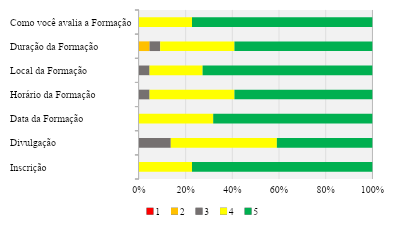 Como você avalia a Formação
Duração da Formação
Local da Formação
Horário da Formação
Data da Formação
Divulgação
Inscrição
0% 20% 40% 60% 80% 100%
1 2 3 4 5